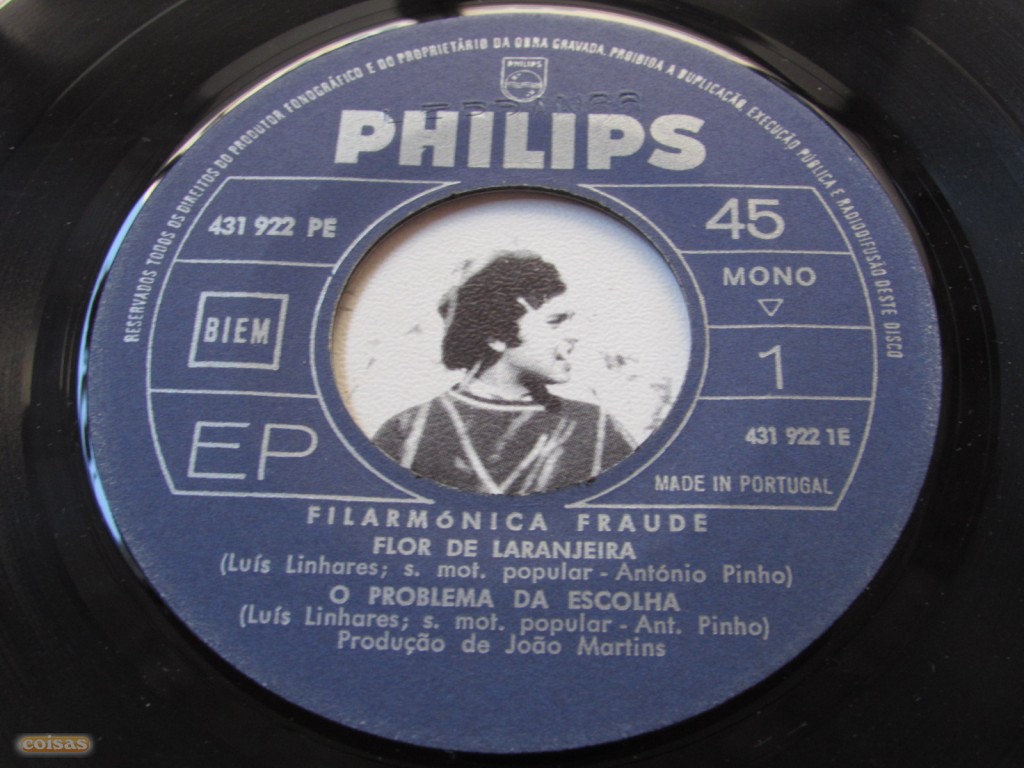 RESERVADOS TODOS OS DIREITOS DO PRODUTOR FONOGRÁFICO E DO PROPRIETÁRIO DA OBRA GRAVADA. PROIBIDA A DUPLICAÇÃO, EXECUÇÃO PÚBLICA E RADIODIFUSÃO DESTE DISCO
PHILIPS
PHILIPS
431 922 PE
45
MONO
BIEM
1
EP
431 922 1E
MADE IN PORTUGAL
FILARMÓNICA FRAUDE
FLOR DE LARANJEIRA
(Luís Linhares; s. mot. popular - António Pinho)
O PROBLEMA DA ESCOLHA
(Luís Linhares; s. mot. popular - Ant. Pinho)
Produção de João Martins
coisas